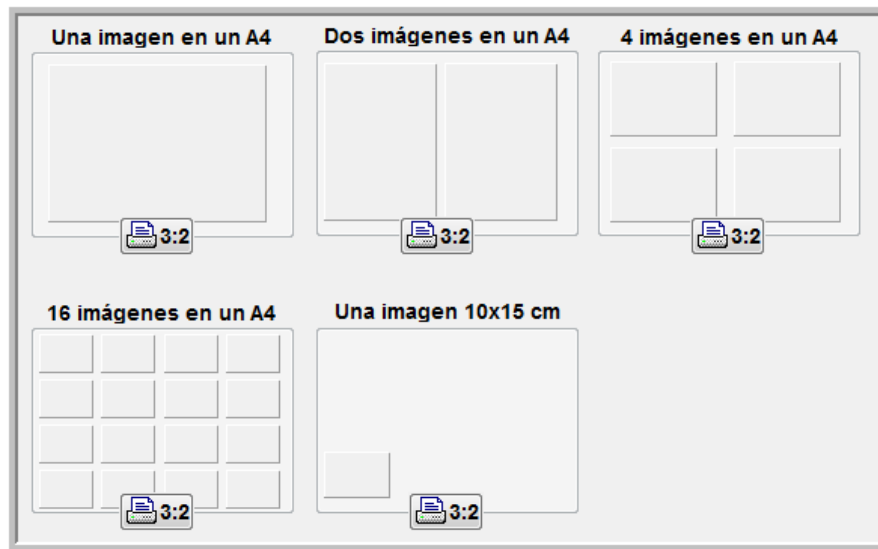 Una imagen en un A4
Dos imágenes en un A4
4 imágenes en un A4
3:2
3:2
3:2
16 imágenes en un A4
Una imagen 10x15 cm
3:2
3:2